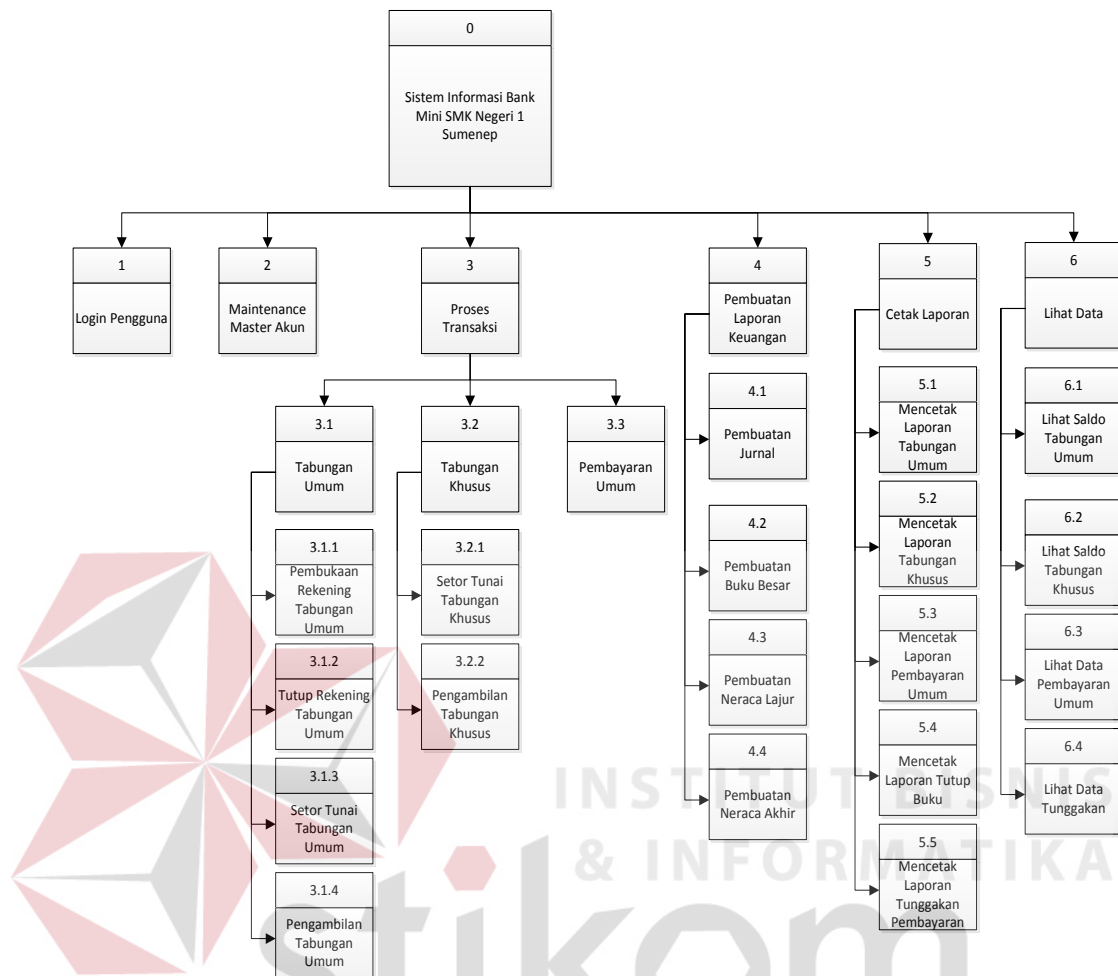 0
Sistem Informasi Bank
Mini SMK Negeri 1
Sumenep
1
Login Pengguna
2
Maintenance
Master Akun
3
Proses
Transaksi
4
Pembuatan
Laporan
Keuangan
5
Cetak Laporan
6
Lihat Data
3.1
Tabungan
Umum
3.2
Tabungan
Khusus
3.3
Pembayaran
Umum
3.1.1
Pembukaan
Rekening
Tabungan
Umum
3.1.2
Tutup Rekening
Tabungan
Umum
3.1.3
Setor Tunai
Tabungan
Umum
3.1.4
Pengambilan
Tabungan
Umum
3.2.1
Setor Tunai
Tabungan
Khusus
3.2.2
Pengambilan
Tabungan
Khusus
4.1
Pembuatan
Jurnal
4.2
Pembuatan
Buku Besar
4.3
Pembuatan
Neraca Lajur
4.4
Pembuatan
Neraca Akhir
5.1
Mencetak
Laporan
Tabungan
Umum
5.2
Mencetak
Laporan
Tabungan
Khusus
5.3
Mencetak
Laporan
Pembayaran
Umum
5.4
Mencetak
Laporan Tutup
Buku
5.5
Mencetak
Laporan
Tunggakan
Pembayaran
6.1
Lihat Saldo
Tabungan
Umum
6.2
Lihat Saldo
Tabungan
Khusus
6.3
Lihat Data
Pembayaran
Umum
6.4
Lihat Data
Tunggakan
INSTITUT BISNIS
& INFORMATIKA
stikom